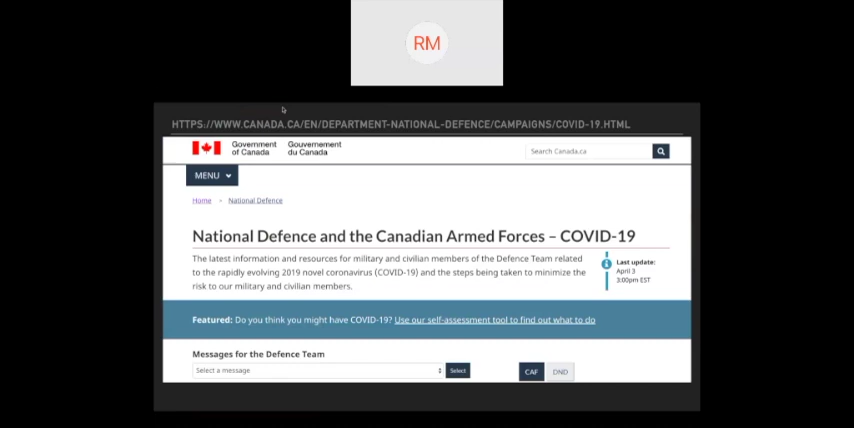 RM
HTTPS://WWW.CANADA.CA/EN/DEPARTMENT-NATIONAL-DEFENCE/CAMPAIGNS/COVID-19.HTML
Government of Canada
Gouvernement du Canada
Search Canada.ca
MENU
Home > National Defence
National Defence and the Canadian Armed Forces – COVID-19
The latest information and resources for military and civilian members of the Defence Team related
to the rapidly evolving 2019 novel coronavirus (COVID-19) and the steps being taken to minimize the
risk to our military and civilian members.
Last update:
April 3
3:00pm EST
Featured: Do you think you might have COVID-19? Use our self-assessment tool to find out what to do
Messages for the Defence Team
Select a message
Select
CAF
DND